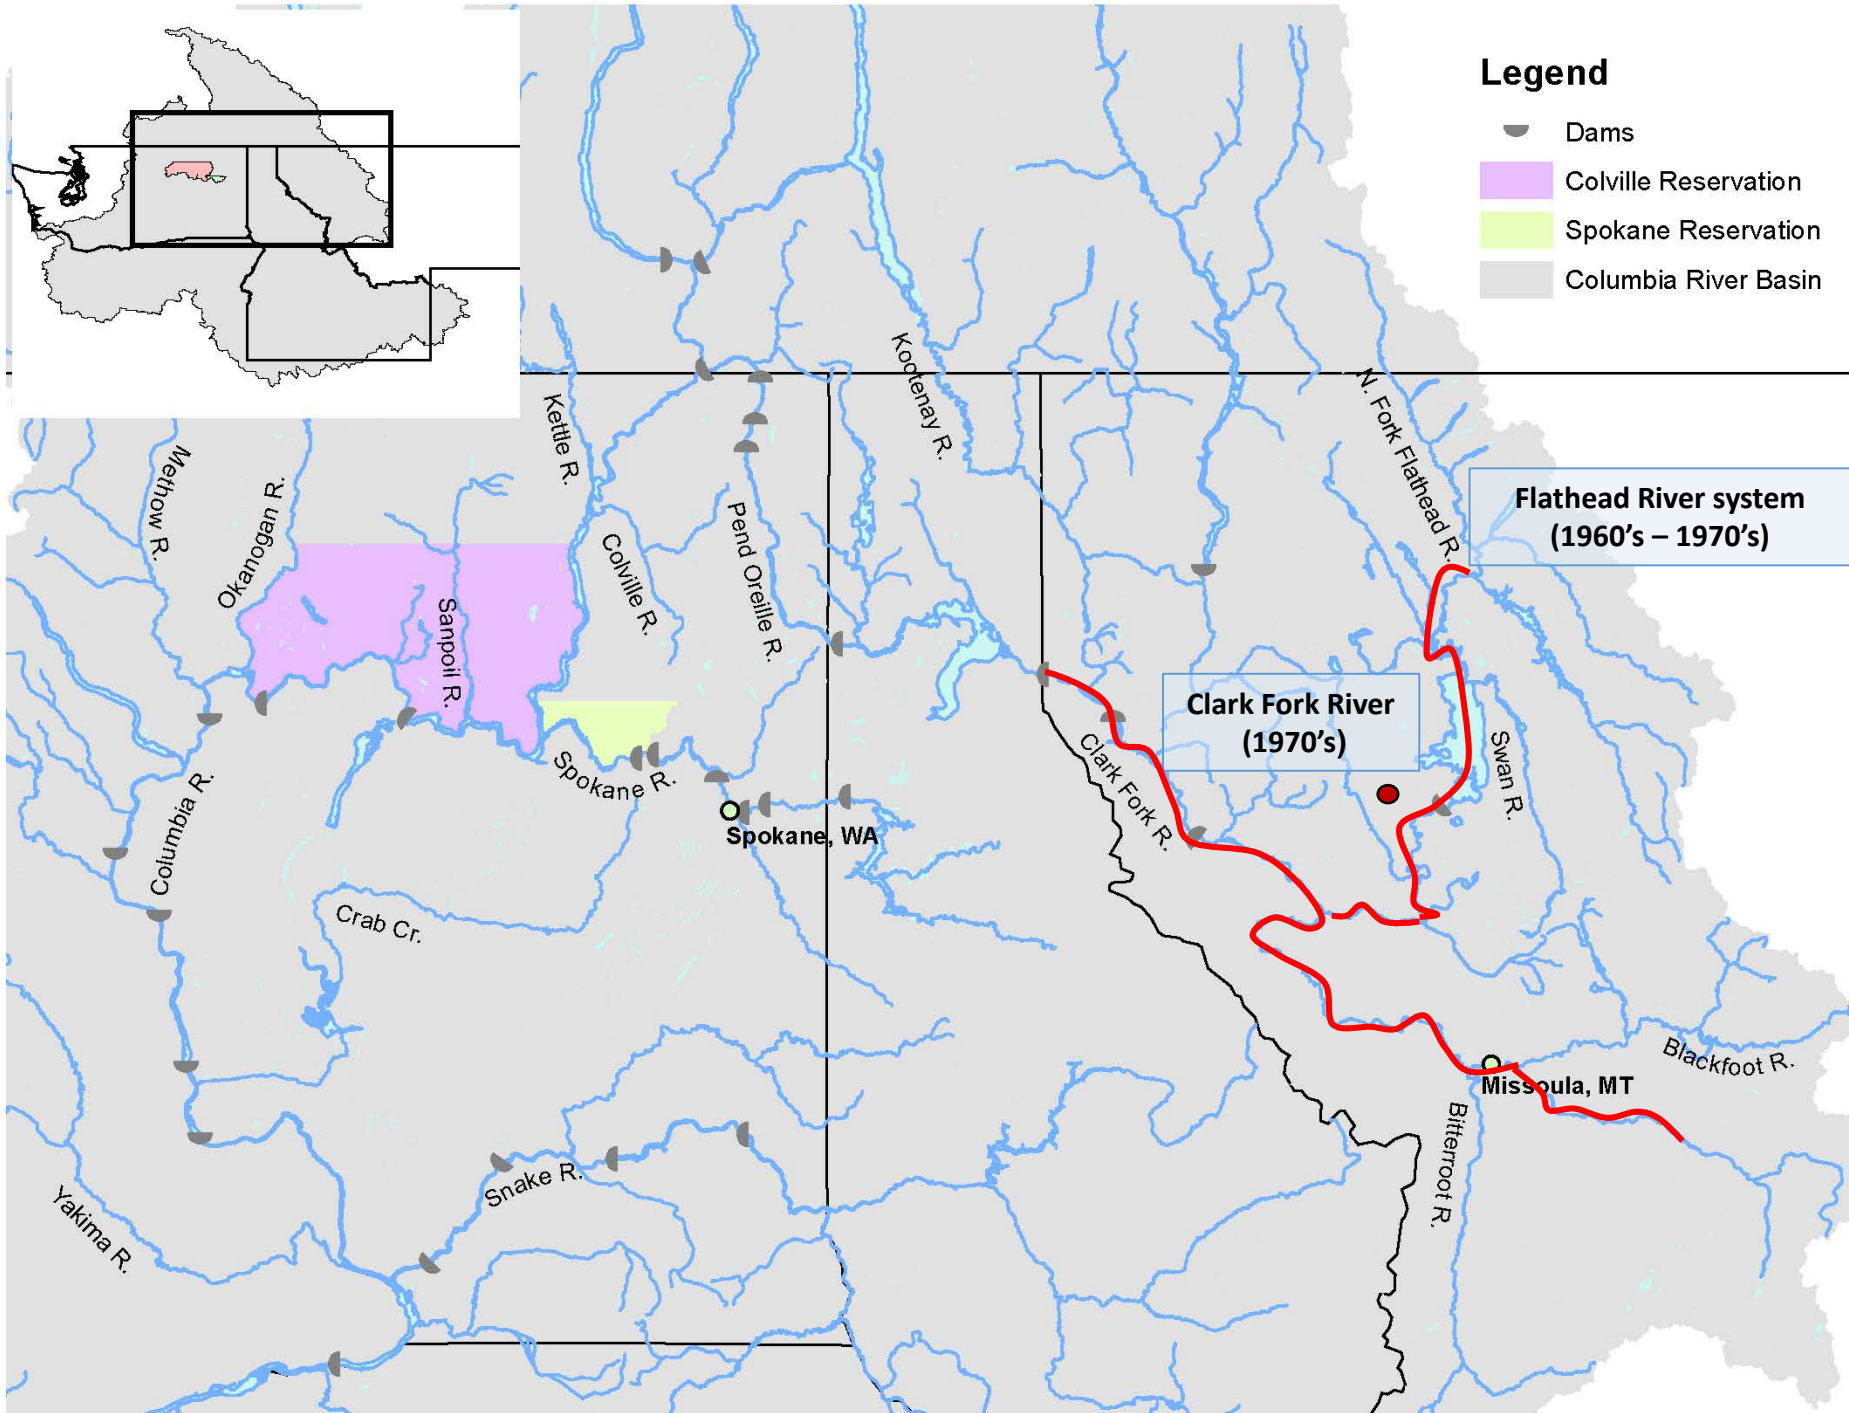 Legend
Dams
Colville Reservation
Spokane Reservation
Columbia River Basin
Kootenay R.
N. Fork Flathead R.
Kettle R.
Methow R.
Okanogan R.
Flathead River system
(1960’s – 1970’s)
Pend Oreille R.
Colville R.
Sanpoil R.
Clark Fork River
(1970’s)
Swan R.
Clark Fork R.
Spokane R.
Columbia R.
Spokane, WA
Crab Cr.
Blackfoot R.
Missoula, MT
Bitterroot R.
Snake R.
Yakima R.